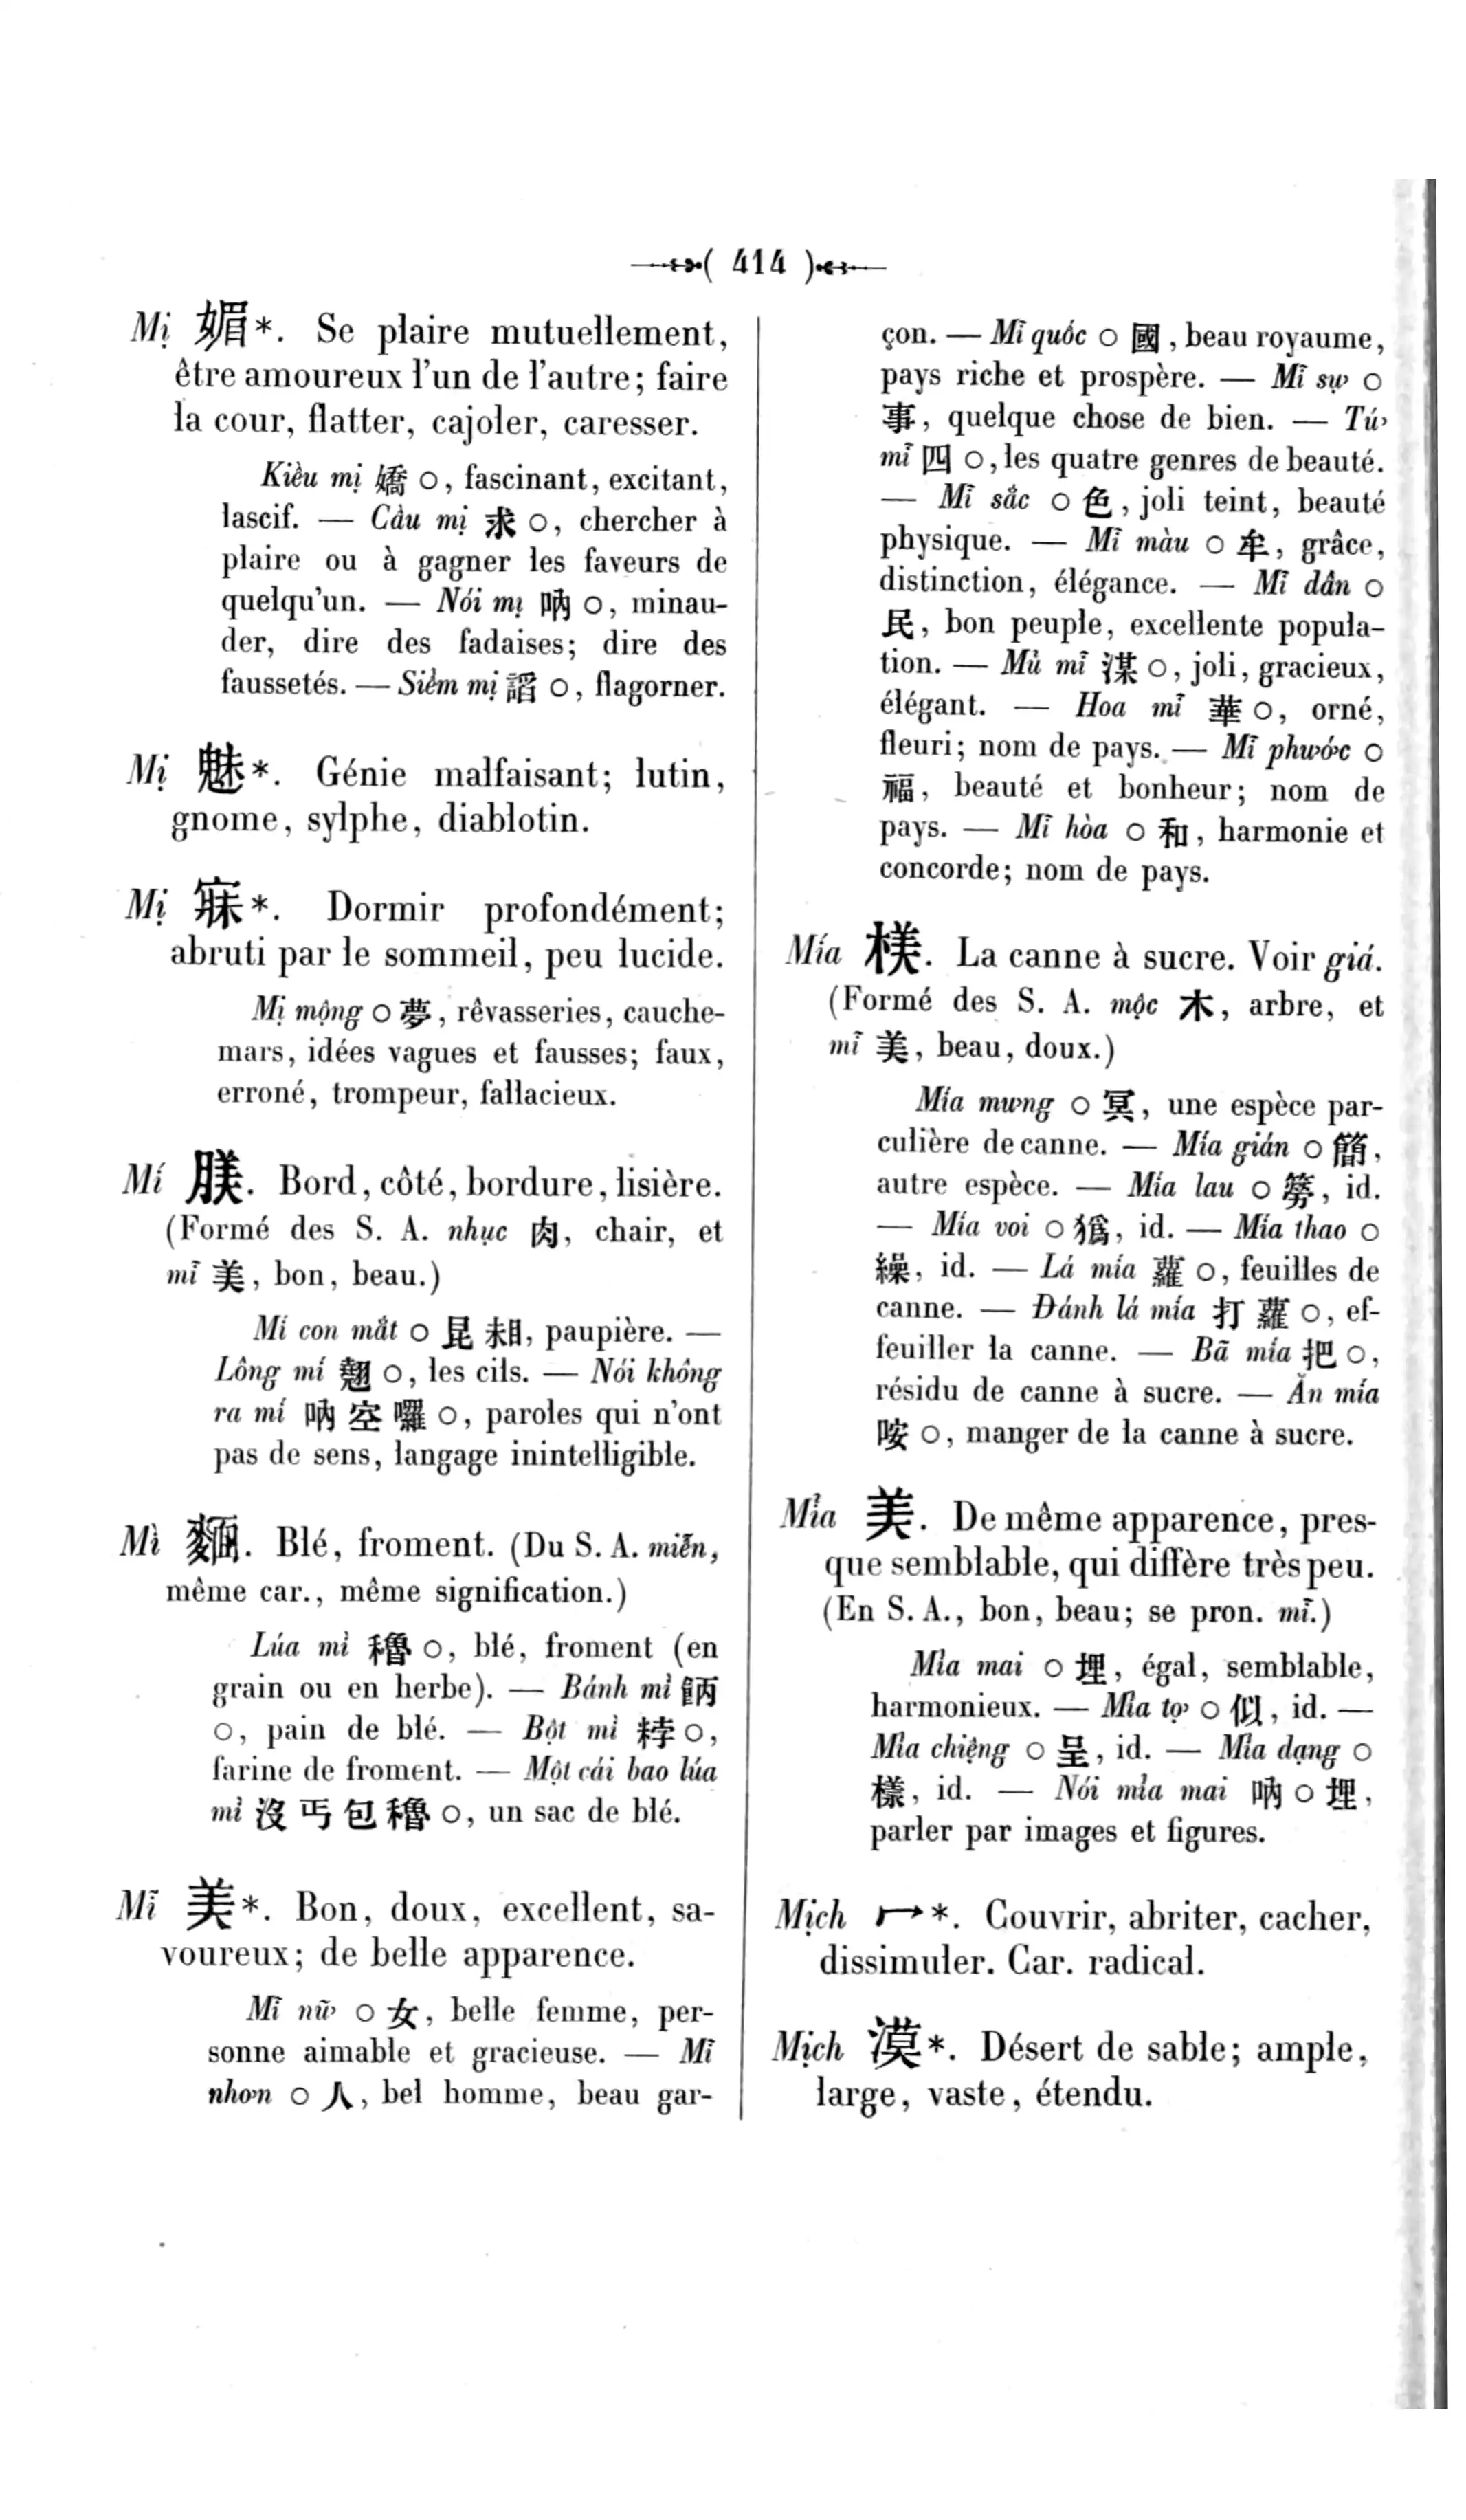 ( 414 )
Mị 媚*. Se plaire mutuellement,
être amoureux l'un de l'autre; faire
la cour, flatter, cajoler, caresser.
Kiều mị 嬌 ○, fascinant, excitant,
lascif. — Cầu mị 求 ○, chercher à
plaire ou à gagner les faveurs de
quelqu'un. — Nói mị 吶 ○, minau-
der, dire des fadaises; dire des
faussetés. — Siểm mị 謟 ○, flagorner.
Mị 魅*. Génie malfaisant; lutin,
gnome, sylphe, diablotin.
Mị 寐*. Dormir profondément;
abruti par le sommeil, peu lucide.
Mị mộng ○ 夢, rêvasseries, cauche-
mars, idées vagues et fausses; faux,
erroné, trompeur, fallacieux.
Mí 𦟐. Bord, côté, bordure, lisière.
(Formé des S. A. nhục 肉, chair, et
mĩ 美, bon, beau.)
Mí con mắt ○ 昆 眜, paupière. —
Lông mí 翹 ○, les cils. — Nói không
ra mí 吶 空 囉 ○, paroles qui n'ont
pas de sens, langage inintelligible.
Mì 麵. Blé, froment. (Du S. A. miễn,
même car., même signification.)
Lúa mì 穭 ○, blé, froment (en
grain ou en herbe). — Bánh mì 餅
○, pain de blé. — Bột mì 粰 ○,
farine de froment. — Một cái bao lúa
mì 沒 丐 包 穭 ○, un sac de blé.
Mĩ 美*. Bon, doux, excellent, sa-
voureux; de belle apparence.
Mĩ nữ ○ 女, belle femme, per-
sonne aimable et gracieuse. — Mĩ
nhơn ○ 人, bel homme, beau gar-
çon. — Mĩ quốc ○ 國, beau royaume,
pays riche et prospère. — Mĩ sự ○
事, quelque chose de bien. — Tứ
mĩ 四 ○, les quatre genres de beauté.
— Mĩ sắc ○ 色, joli teint, beauté
physique. — Mĩ màu ○ 牟, grâce,
distinction, élégance. — Mĩ dân ○
民, bon peuple, excellente popula-
tion. — Mù mĩ 渫 ○, joli, gracieux,
élégant. — Hoa mĩ 華 ○, orné,
fleuri; nom de pays. — Mĩ phước ○
福, beauté et bonheur; nom de
pays. — Mĩ hòa ○ 和, harmonie et
concorde; nom de pays.
Mía 樣. La canne à sucre. Voir giá.
(Formé des S. A. mộc 木, arbre, et
mĩ 美, beau, doux.)
Mía mưng ○ 冥, une espèce par-
culière de canne. — Mía gián ○ 簡,
autre espèce. — Mía lau ○ 簩, id.
— Mía voi ○ 𤠅, id. — Mía thao ○
繰, id. — Lá mía 蘿 ○, feuilles de
canne. — Đánh lá mía 打 蘿 ○, ef-
feuiller la canne. — Bã mía 把 ○,
résidu de canne à sucre. — Ăn mía
咹 ○, manger de la canne à sucre.
Mỉa 美. De même apparence, pres-
que semblable, qui diffère très peu.
(En S. A., bon, beau; se pron. mĩ.)
Mỉa mai ○ 埋, égal, semblable,
harmonieux. — Mỉa tợ ○ 似, id. —
Mỉa chiệng ○ 呈, id. — Mỉa dạng ○
樣, id. — Nói mỉa mai 吶 ○ 埋,
parler par images et figures.
Mịch 冖*. Couvrir, abriter, cacher,
dissimuler. Car. radical.
Mịch 漠*. Désert de sable; ample,
large, vaste, étendu.